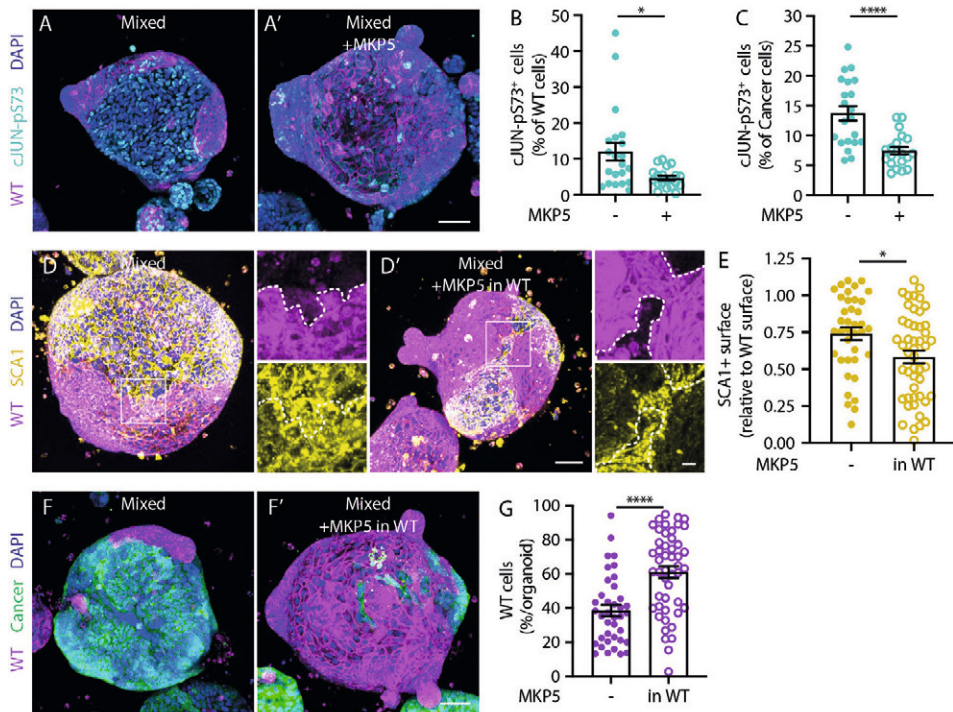 A
Mixed
WT cJUN-pS73 DAPI
A'
Mixed
+MKP5
B
*
cJUN-pS73+ cells
(% of WT cells)
50
40
30
20
10
0
MKP5 - +
C
****
cJUN-pS73+ cells
(% of Cancer cells)
30
25
20
15
10
5
0
MKP5 - +
D
Mixed
WT SCA1 DAPI
D'
Mixed
+MKP5 in WT
E
*
SCA1+ surface
(relative to WT surface)
1.25
1.00
0.75
0.50
0.25
0.00
MKP5 - in WT
F
Mixed
WT Cancer DAPI
F'
Mixed
+MKP5 in WT
G
****
WT cells
(%/organoid)
100
80
60
40
20
0
MKP5 - in WT